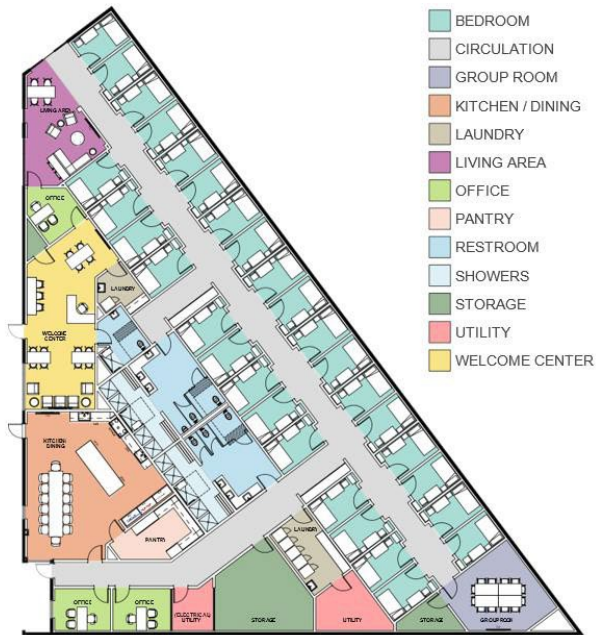 BEDROOM
CIRCULATION
GROUP ROOM
KITCHEN / DINING
LAUNDRY
LIVING AREA
OFFICE
PANTRY
RESTROOM
SHOWERS
STORAGE
UTILITY
WELCOME CENTER
LIVING AREA
OFFICE
LAUNDRY
WELCOME
CENTER
KITCHEN
DINING
PANTRY
LAUNDRY
OFFICE
OFFICE
ELECTRICAL/
UTILITY
STORAGE
UTILITY
STORAGE
GROUP ROOM